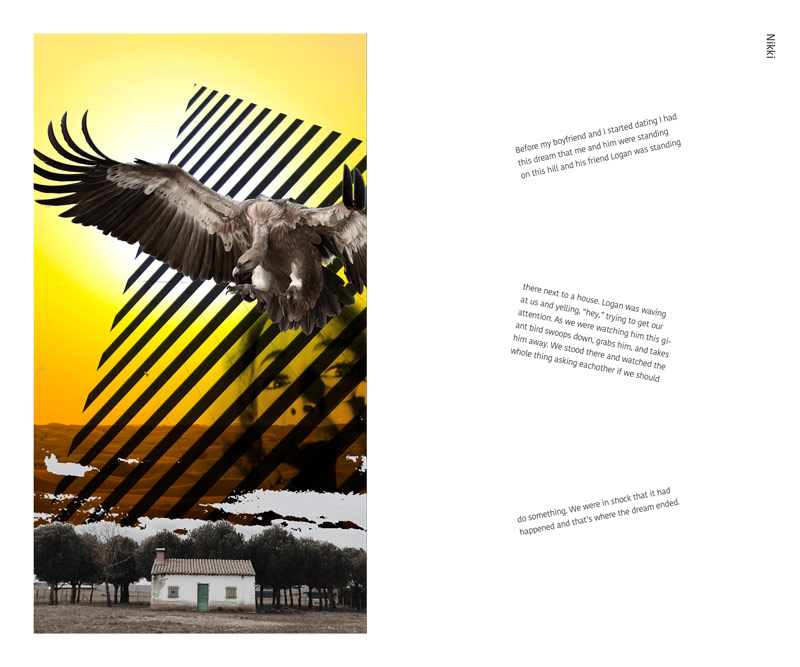 Nikki
Before my boyfriend and I started dating I had
this dream that me and him were standing
on this hill and his friend Logan was standing
there next to a house. Logan was waving
at us and yelling, “hey,” trying to get our
attention. As we were watching him this gi-
ant bird swoops down, grabs him, and takes
him away. We stood there and watched the
whole thing asking eachother if we should
do something. We were in shock that it had
happened and that's where the dream ended.